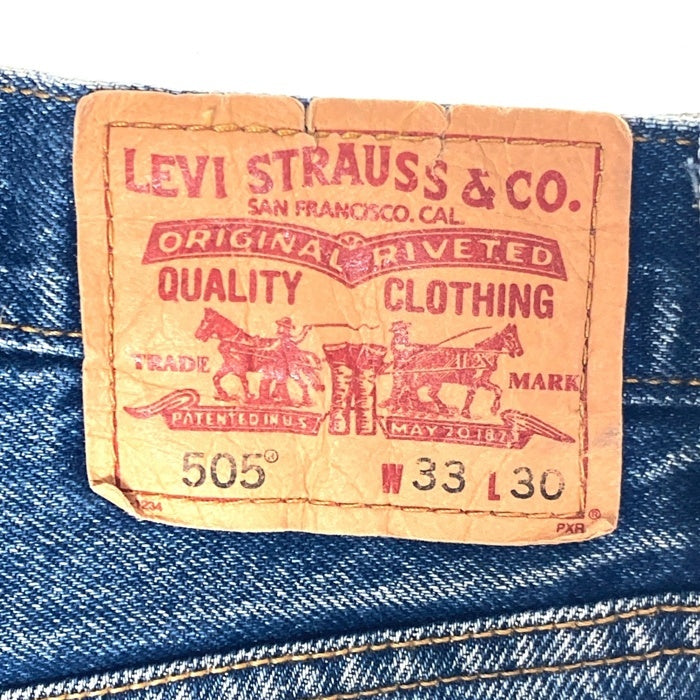 LEVI STRAUSS & CO.
SAN FRANCISCO. CAL.
ORIGINAL RIVETED
QUALITY CLOTHING
TRADE MARK
PATENTED IN U.S. MAY 20 1873
505® W 33 L 30
234 PXR®